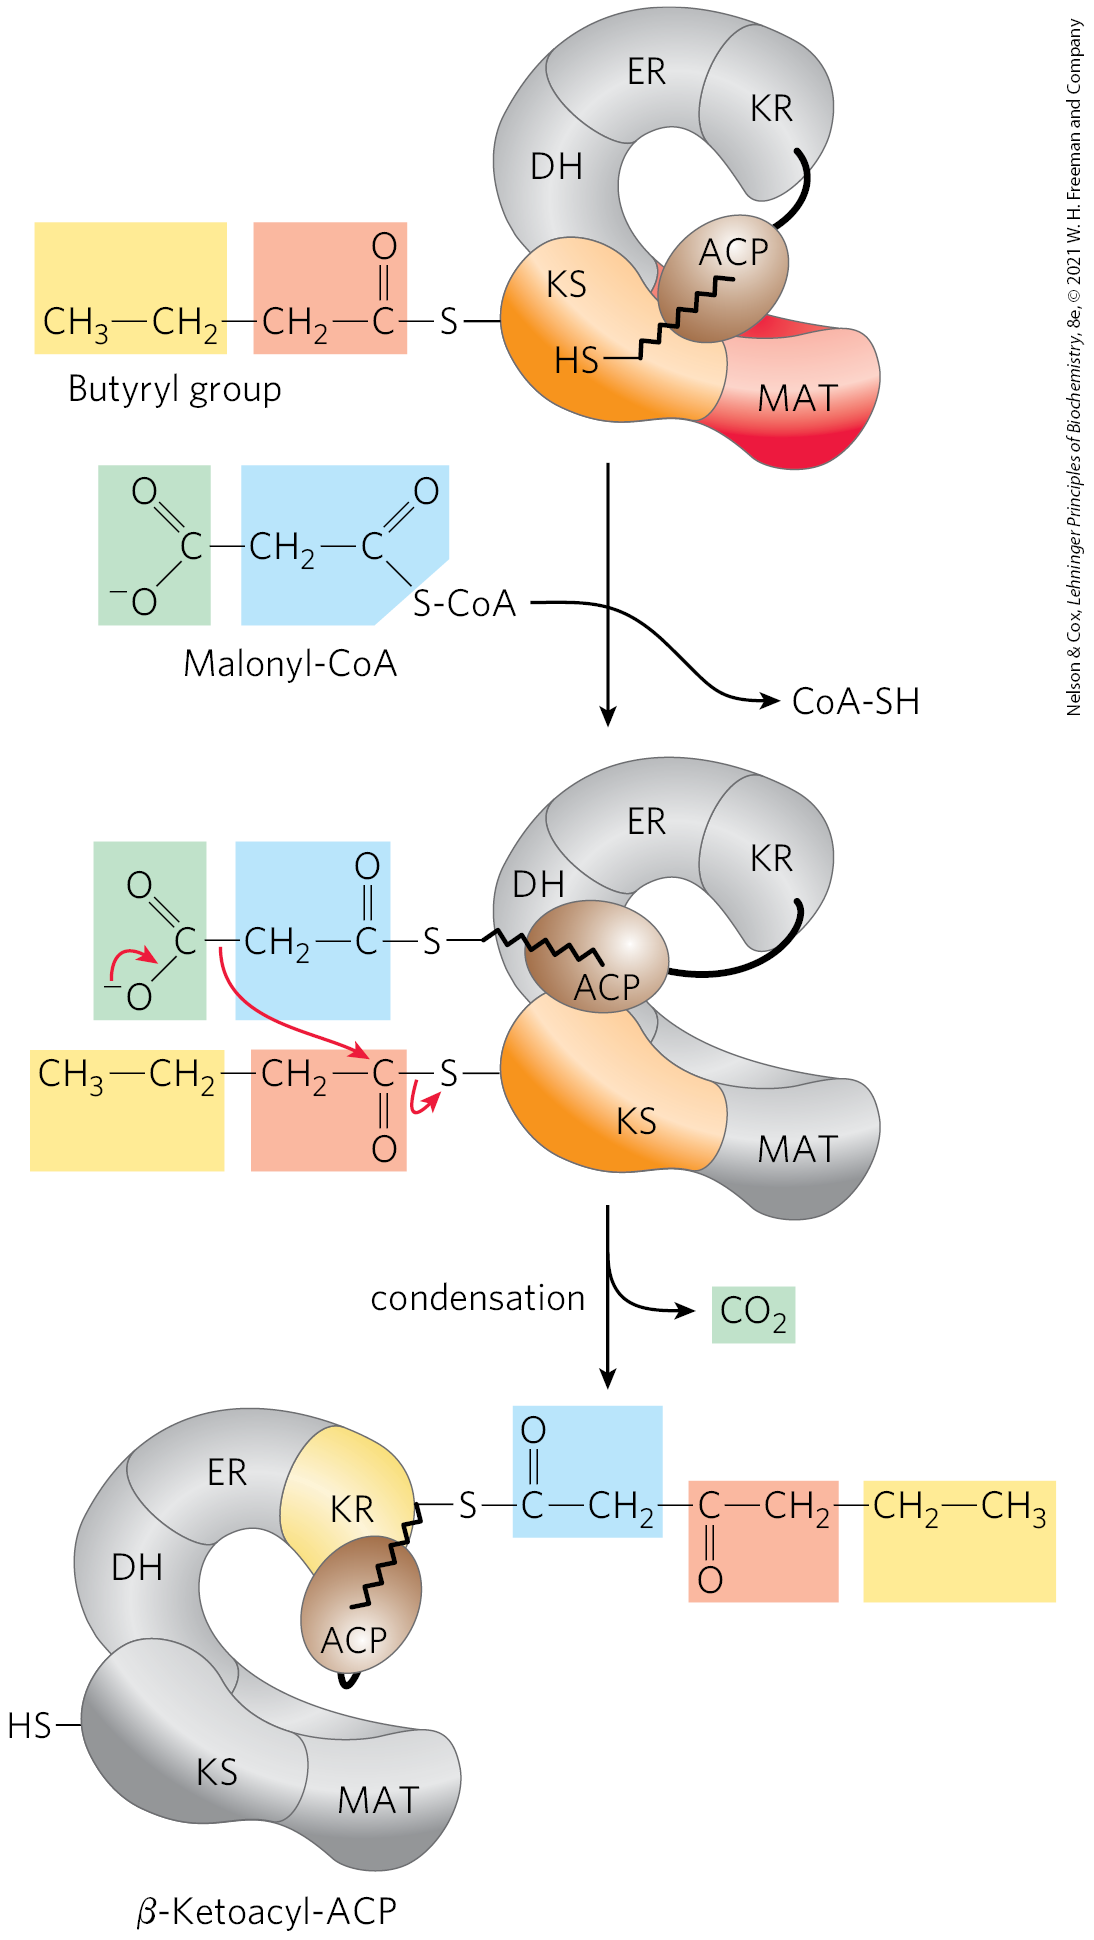 Nelson & Cox, Lehninger Principles of Biochemistry, 8e, © 2021 W. H. Freeman and Company
ER
KR
DH
ACP
KS
HS
MAT
O
CH3—CH2—CH2—C—S
Butyryl group
O O
C—CH2—C
⁻O S-CoA
Malonyl-CoA
CoA-SH
ER
KR
DH
ACP
KS
MAT
O O
C—CH2—C—S
⁻O
CH3—CH2—CH2—C—S
O
condensation
CO2
O
S—C—CH2—C—CH2—CH2—CH3
O
ER
KR
DH
ACP
HS
KS
MAT
β-Ketoacyl-ACP